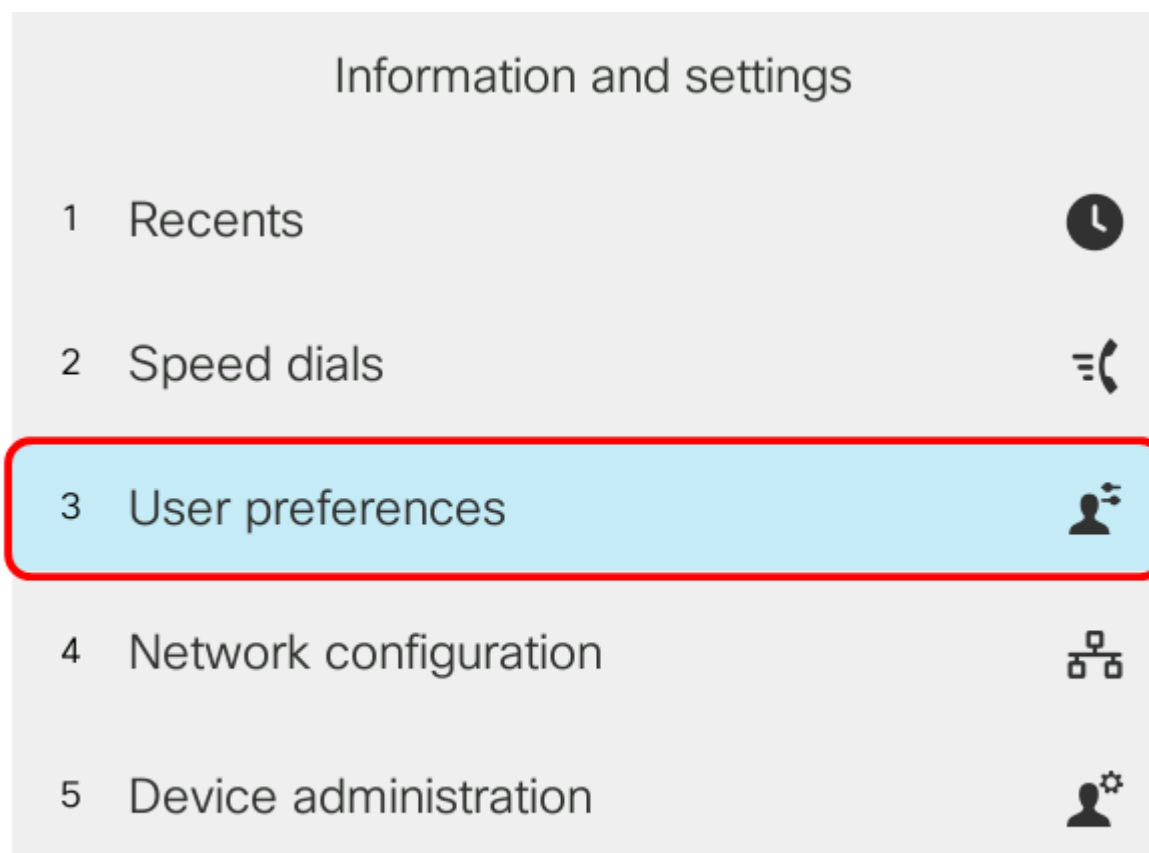 Information and settings
1 Recents
2 Speed dials
3 User preferences
4 Network configuration
5 Device administration